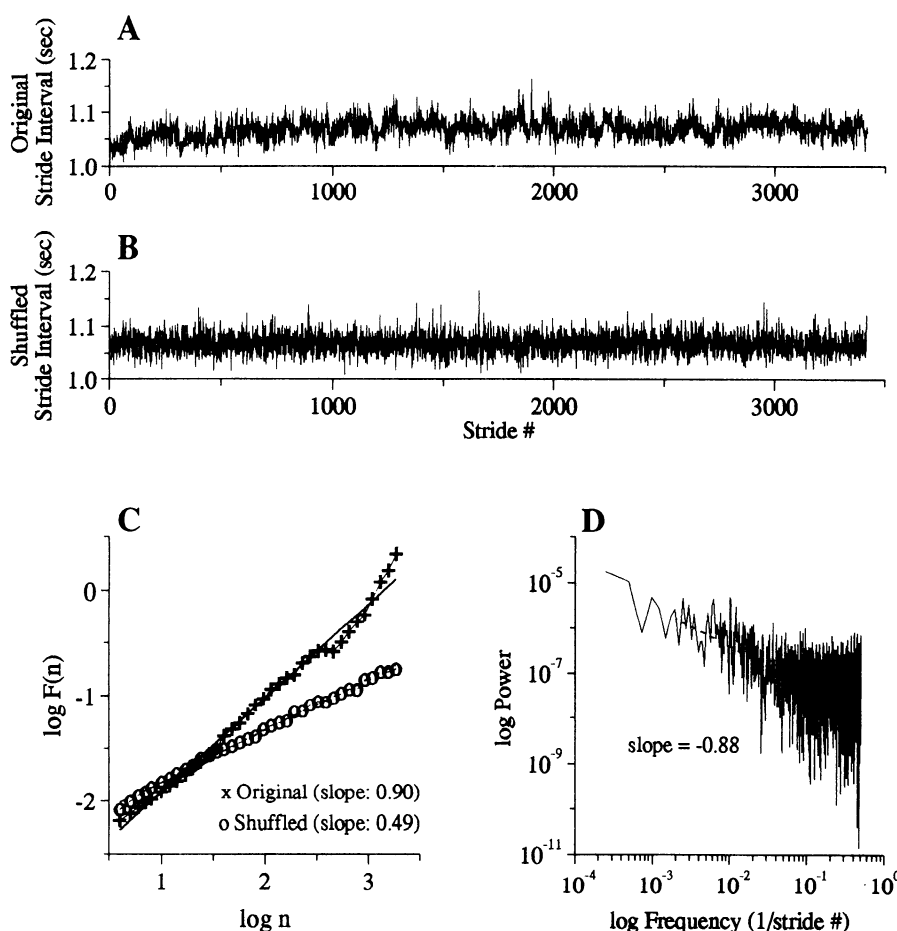 A
Original
Stride Interval (sec)
1.2
1.1
1.0
0
1000
2000
3000
B
Shuffled
Stride Interval (sec)
1.2
1.1
1.0
0
1000
2000
3000
Stride #
C
log F(n)
0
-1
-2
x Original (slope: 0.90)
o Shuffled (slope: 0.49)
1
2
3
log n
D
log Power
10⁻⁵
10⁻⁷
10⁻⁹
10⁻¹¹
slope = -0.88
10⁻⁴
10⁻³
10⁻²
10⁻¹
10⁰
log Frequency (1/stride #)